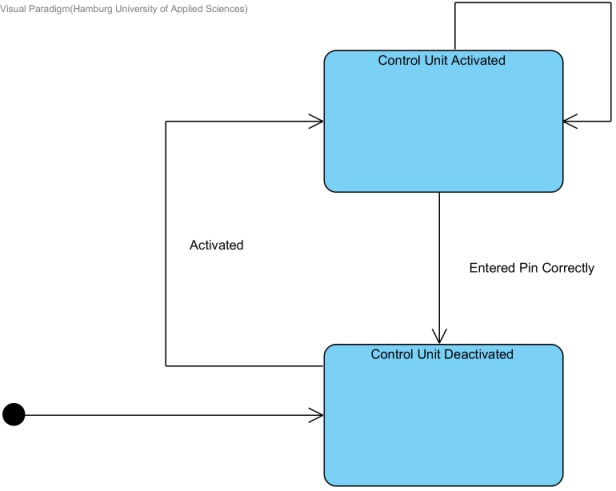 Visual Paradigm(Hamburg University of Applied Sciences)
Control Unit Activated
Activated
Entered Pin Correctly
Control Unit Deactivated